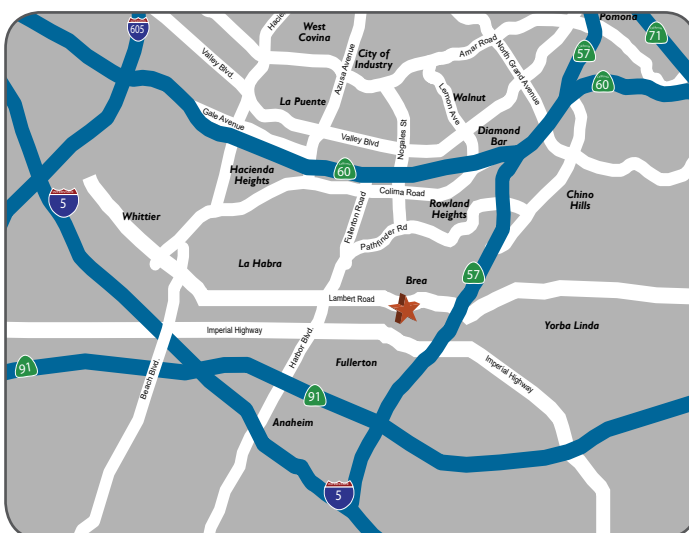 Pomona
Hacie
605
West
Covina
71
57
City of
Industry
Amar Road
North Grand Avenue
Valley Blvd.
Azusa Avenue
60
La Puente
Lemon Ave
Walnut
Gale Avenue
Valley Blvd
Nogales St
Diamond
Bar
60
Hacienda
Heights
Colima Road
5
Whittier
Fullerton Road
Rowland
Heights
Chino
Hills
Pathfinder Rd
La Habra
57
Brea
Lambert Road
Imperial Highway
Yorba Linda
Harbor Blvd.
Fullerton
Imperial Highway
91
Beach Blvd.
91
Anaheim
5